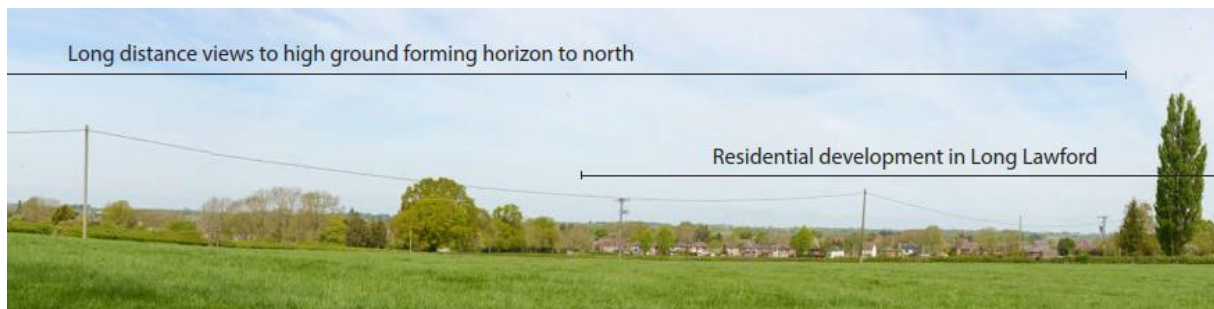 Long distance views to high ground forming horizon to north
Residential development in Long Lawford